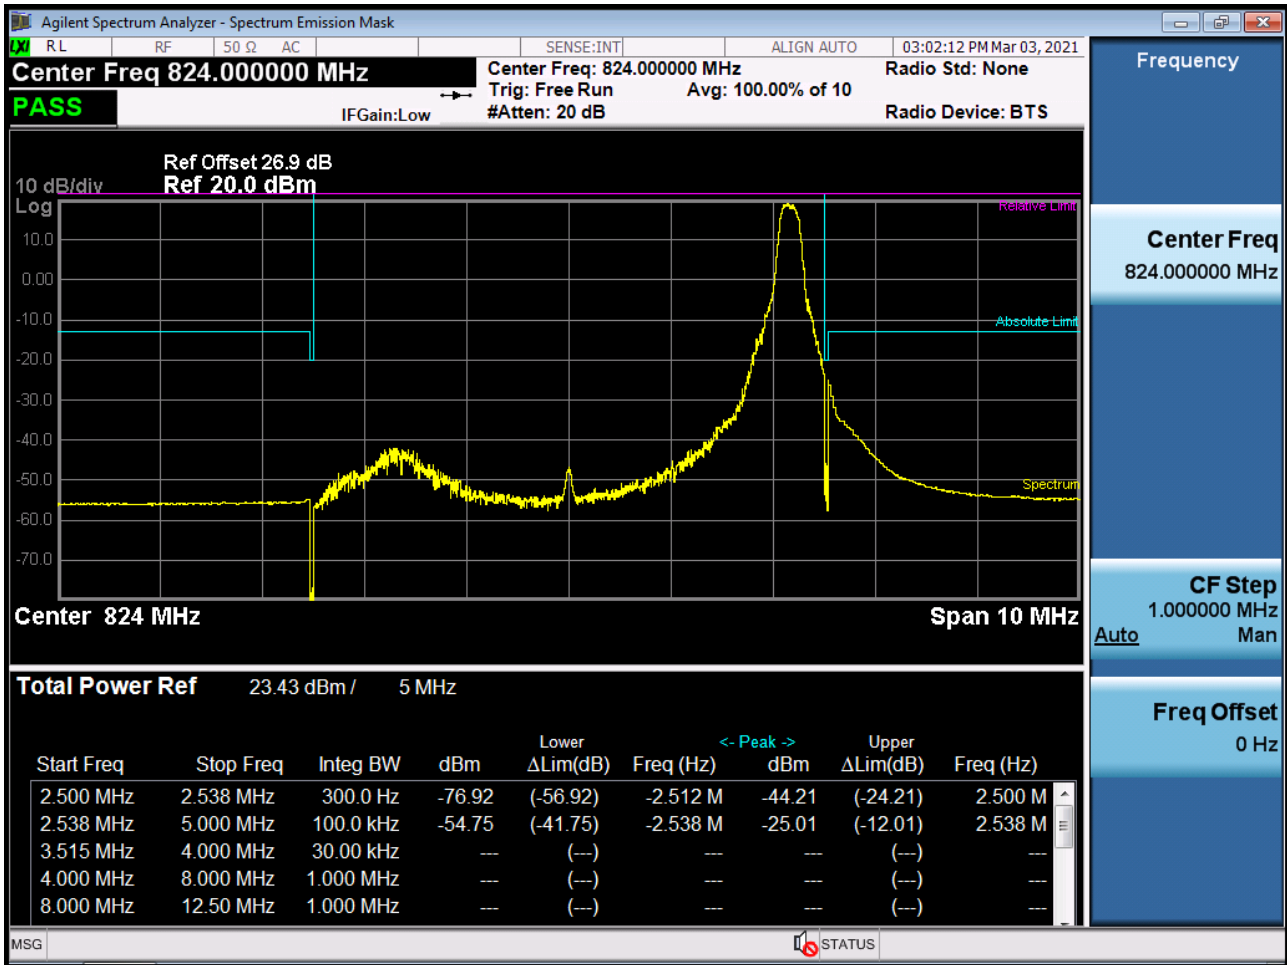 Agilent Spectrum Analyzer - Spectrum Emission Mask
LXI RL RF 50 Ω AC SENSE:INT ALIGN AUTO 03:02:12 PM Mar 03, 2021
Center Freq 824.000000 MHz
PASS
IFGain:Low
Center Freq: 824.000000 MHz
Trig: Free Run Avg: 100.00% of 10
#Atten: 20 dB
Radio Std: None
Radio Device: BTS
Ref Offset 26.9 dB
10 dB/div Ref 20.0 dBm
Log
Relative Limit
10.0
0.00
-10.0
Absolute Limit
-20.0
-30.0
-40.0
-50.0
Spectrum
-60.0
-70.0
Center 824 MHz Span 10 MHz
Total Power Ref 23.43 dBm / 5 MHz
Lower <- Peak -> Upper
Start Freq Stop Freq Integ BW dBm ΔLim(dB) Freq (Hz) dBm ΔLim(dB) Freq (Hz)
2.500 MHz 2.538 MHz 300.0 Hz -76.92 (-56.92) -2.512 M -44.21 (-24.21) 2.500 M
2.538 MHz 5.000 MHz 100.0 kHz -54.75 (-41.75) -2.538 M -25.01 (-12.01) 2.538 M
3.515 MHz 4.000 MHz 30.00 kHz --- (---) --- --- (---) ---
4.000 MHz 8.000 MHz 1.000 MHz --- (---) --- --- (---) ---
8.000 MHz 12.50 MHz 1.000 MHz --- (---) --- --- (---) ---
MSG STATUS
Frequency
Center Freq
824.000000 MHz
CF Step
1.000000 MHz
Auto Man
Freq Offset
0 Hz